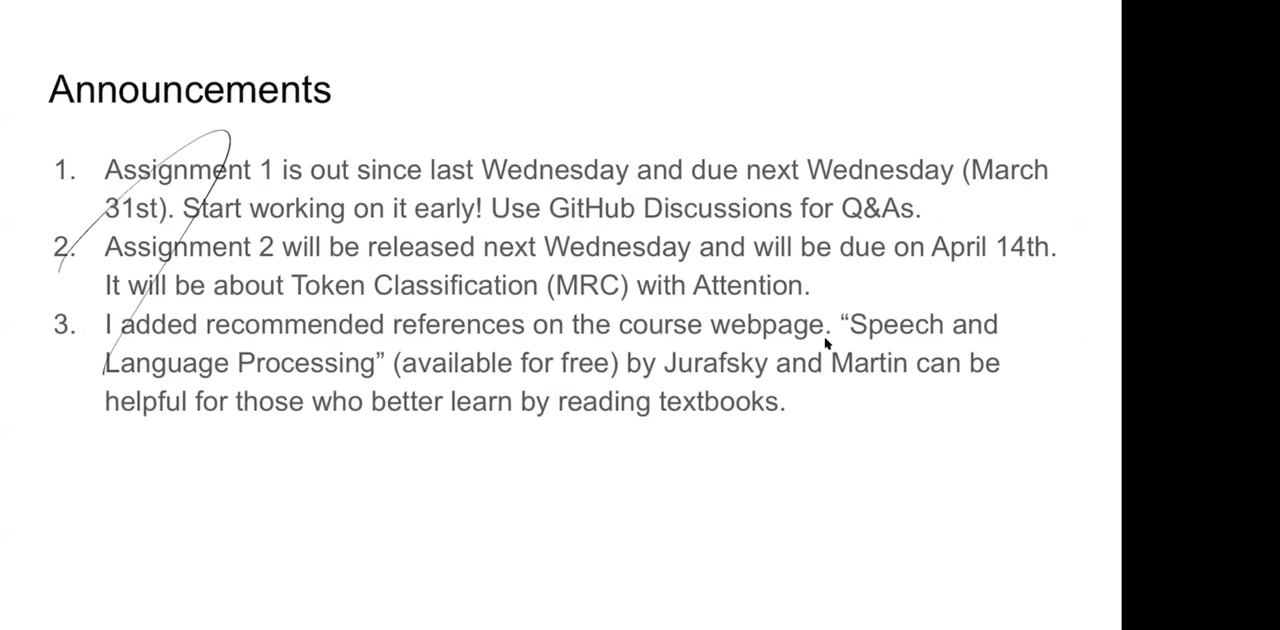 Announcements
1. Assignment 1 is out since last Wednesday and due next Wednesday (March
31st). Start working on it early! Use GitHub Discussions for Q&As.
2. Assignment 2 will be released next Wednesday and will be due on April 14th.
It will be about Token Classification (MRC) with Attention.
3. I added recommended references on the course webpage. “Speech and
Language Processing” (available for free) by Jurafsky and Martin can be
helpful for those who better learn by reading textbooks.